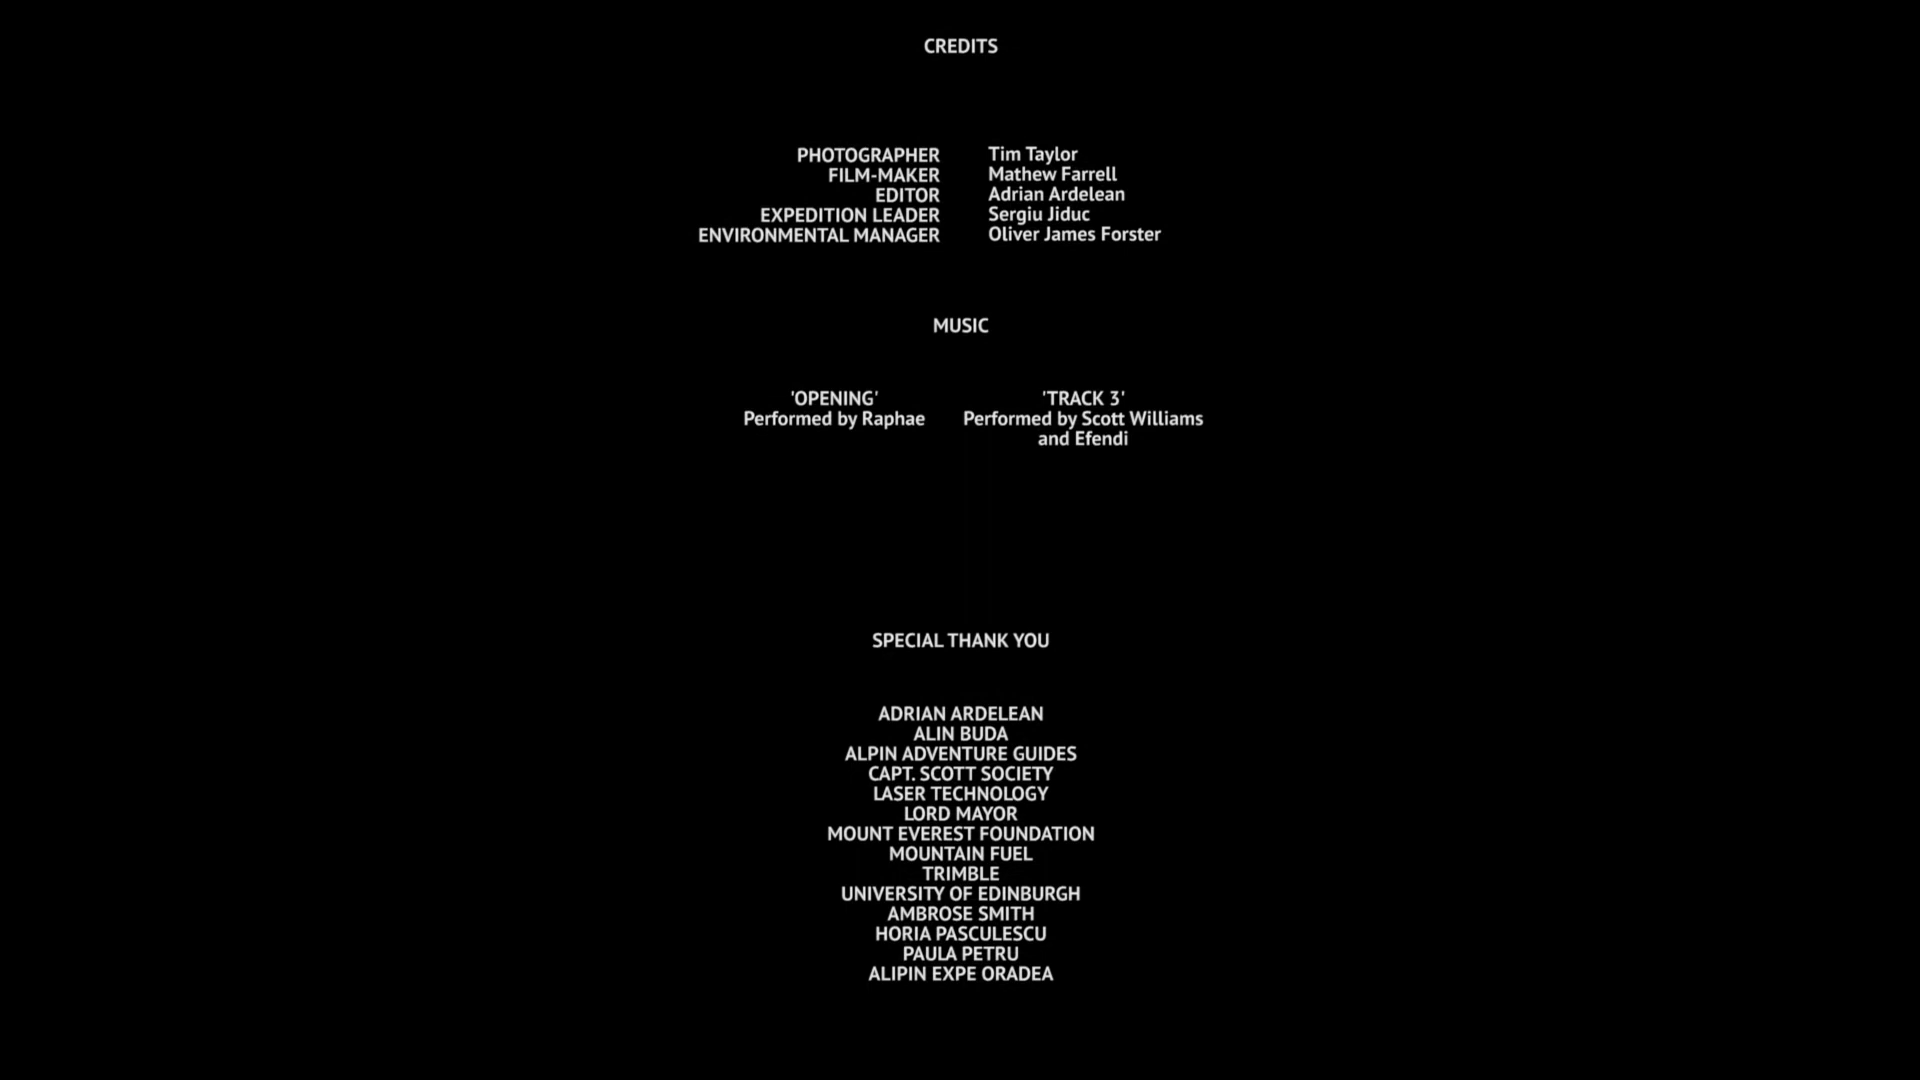 CREDITS
PHOTOGRAPHER Tim Taylor
FILM-MAKER Mathew Farrell
EDITOR Adrian Ardelean
EXPEDITION LEADER Sergiu Jiduc
ENVIRONMENTAL MANAGER Oliver James Forster
MUSIC
'OPENING'
Performed by Raphae
'TRACK 3'
Performed by Scott Williams
and Efendi
SPECIAL THANK YOU
ADRIAN ARDELEAN
ALIN BUDA
ALPIN ADVENTURE GUIDES
CAPT. SCOTT SOCIETY
LASER TECHNOLOGY
LORD MAYOR
MOUNT EVEREST FOUNDATION
MOUNTAIN FUEL
TRIMBLE
UNIVERSITY OF EDINBURGH
AMBROSE SMITH
HORIA PASCULESCU
PAULA PETRU
ALIPIN EXPE ORADEA